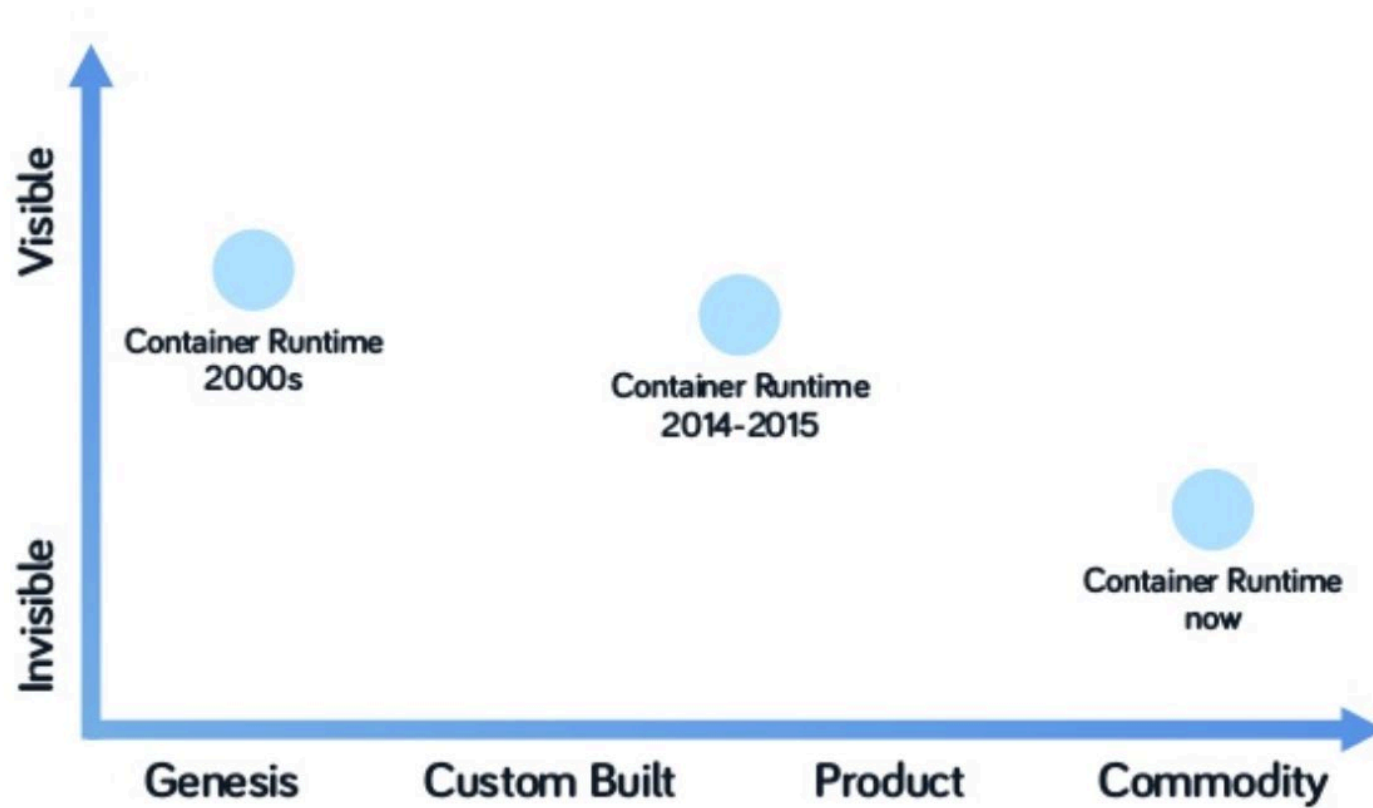 Visible
Container Runtime
2000s
Container Runtime
2014-2015
Invisible
Container Runtime
now
Genesis
Custom Built
Product
Commodity